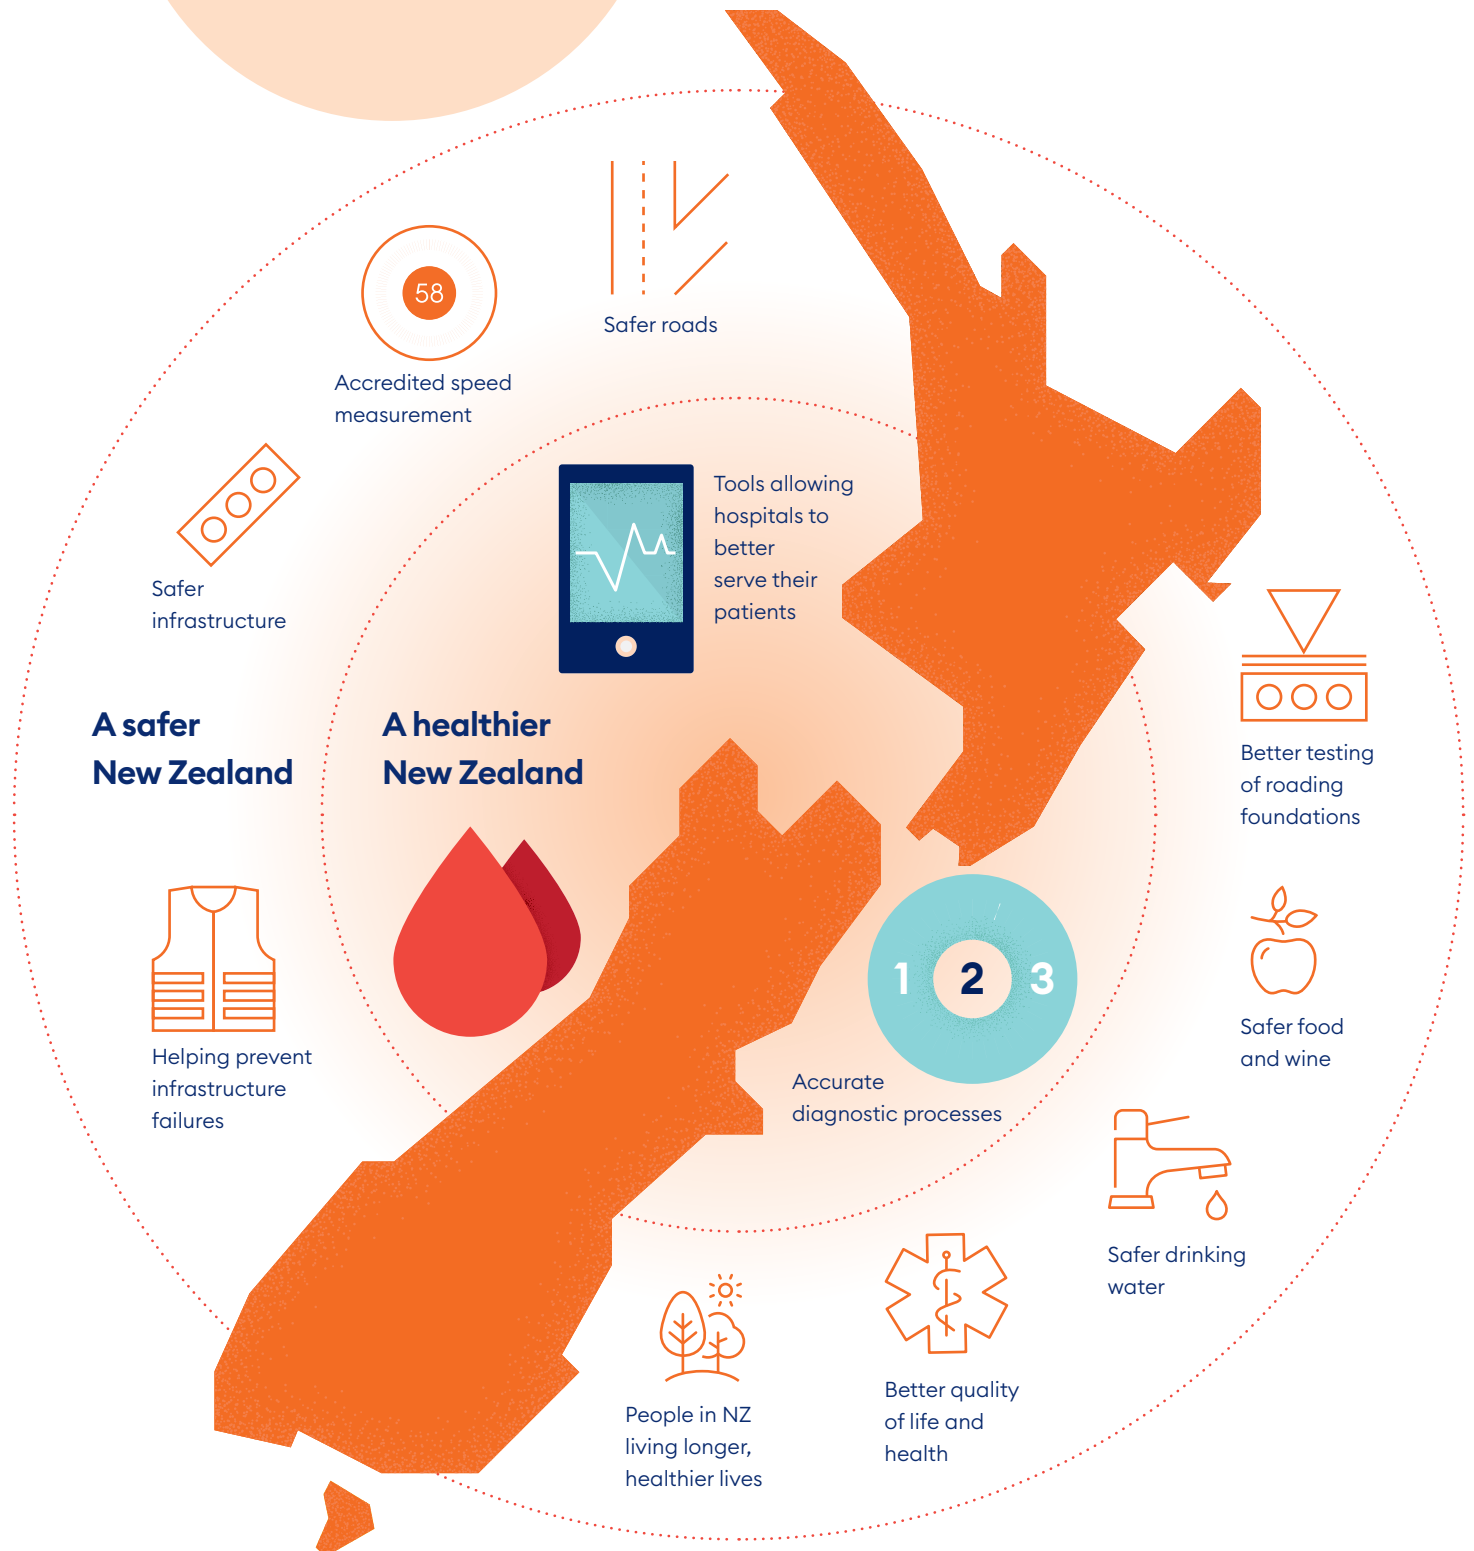 Safer roads
58
Accredited speed
measurement
Tools allowing
hospitals to
better
serve their
patients
Safer
infrastructure
A safer
New Zealand
A healthier
New Zealand
Better testing
of roading
foundations
1 2 3
Accurate
diagnostic processes
Helping prevent
infrastructure
failures
Safer food
and wine
Safer drinking
water
Better quality
of life and
health
People in NZ
living longer,
healthier lives